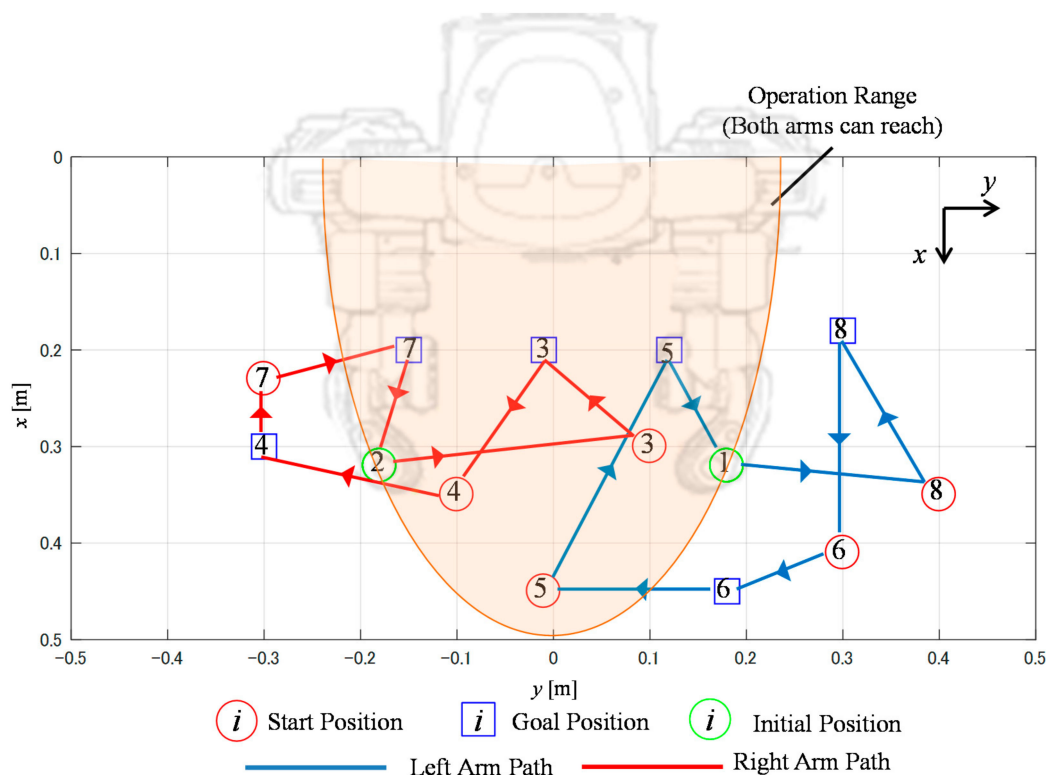 Operation Range
(Both arms can reach)
0
y
0.1
x
8
0.2
7
3
5
7
0.3
4
3
2
1
4
8
0.4
6
5
6
0.5
−0.5
−0.4
−0.3
−0.2
−0.1
0
0.1
0.2
0.3
0.4
0.5
x [m]
y [m]
i Start Position
i Goal Position
i Initial Position
Left Arm Path
Right Arm Path